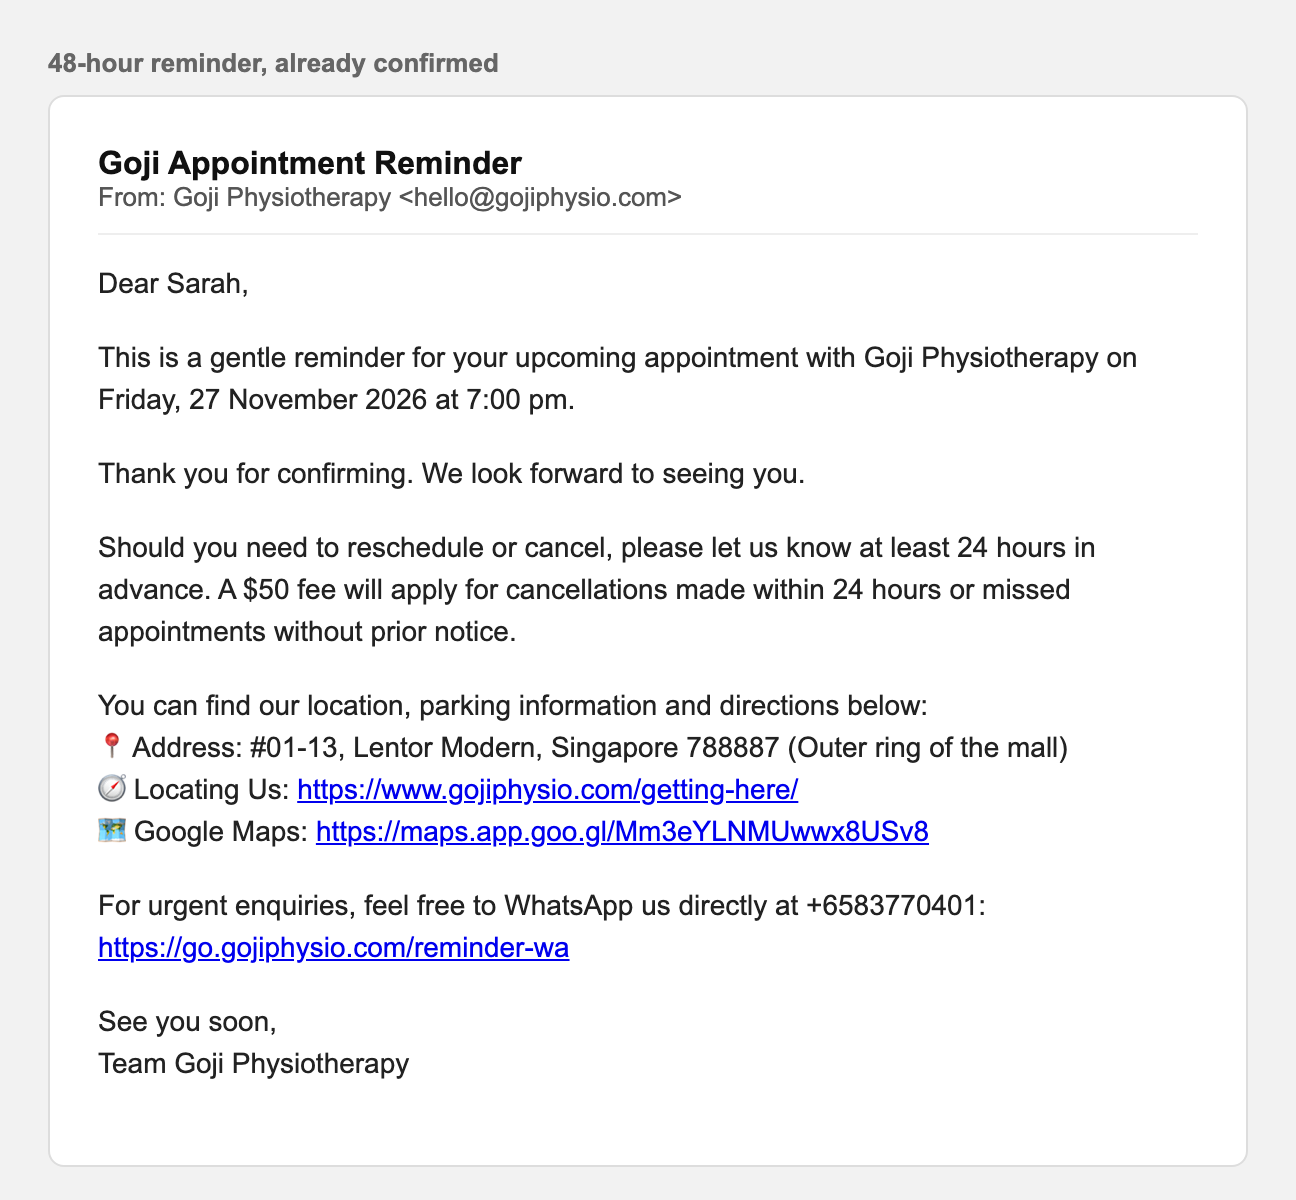 48-hour reminder, already confirmed
Goji Appointment Reminder
From: Goji Physiotherapy <hello@gojiphysio.com>
Dear Sarah,
This is a gentle reminder for your upcoming appointment with Goji Physiotherapy on
Friday, 27 November 2026 at 7:00 pm.
Thank you for confirming. We look forward to seeing you.
Should you need to reschedule or cancel, please let us know at least 24 hours in
advance. A $50 fee will apply for cancellations made within 24 hours or missed
appointments without prior notice.
You can find our location, parking information and directions below:
📍 Address: #01-13, Lentor Modern, Singapore 788887 (Outer ring of the mall)
🧭 Locating Us: https://www.gojiphysio.com/getting-here/
🗺️ Google Maps: https://maps.app.goo.gl/Mm3eYLNMUwwx8USv8
For urgent enquiries, feel free to WhatsApp us directly at +6583770401:
https://go.gojiphysio.com/reminder-wa
See you soon,
Team Goji Physiotherapy